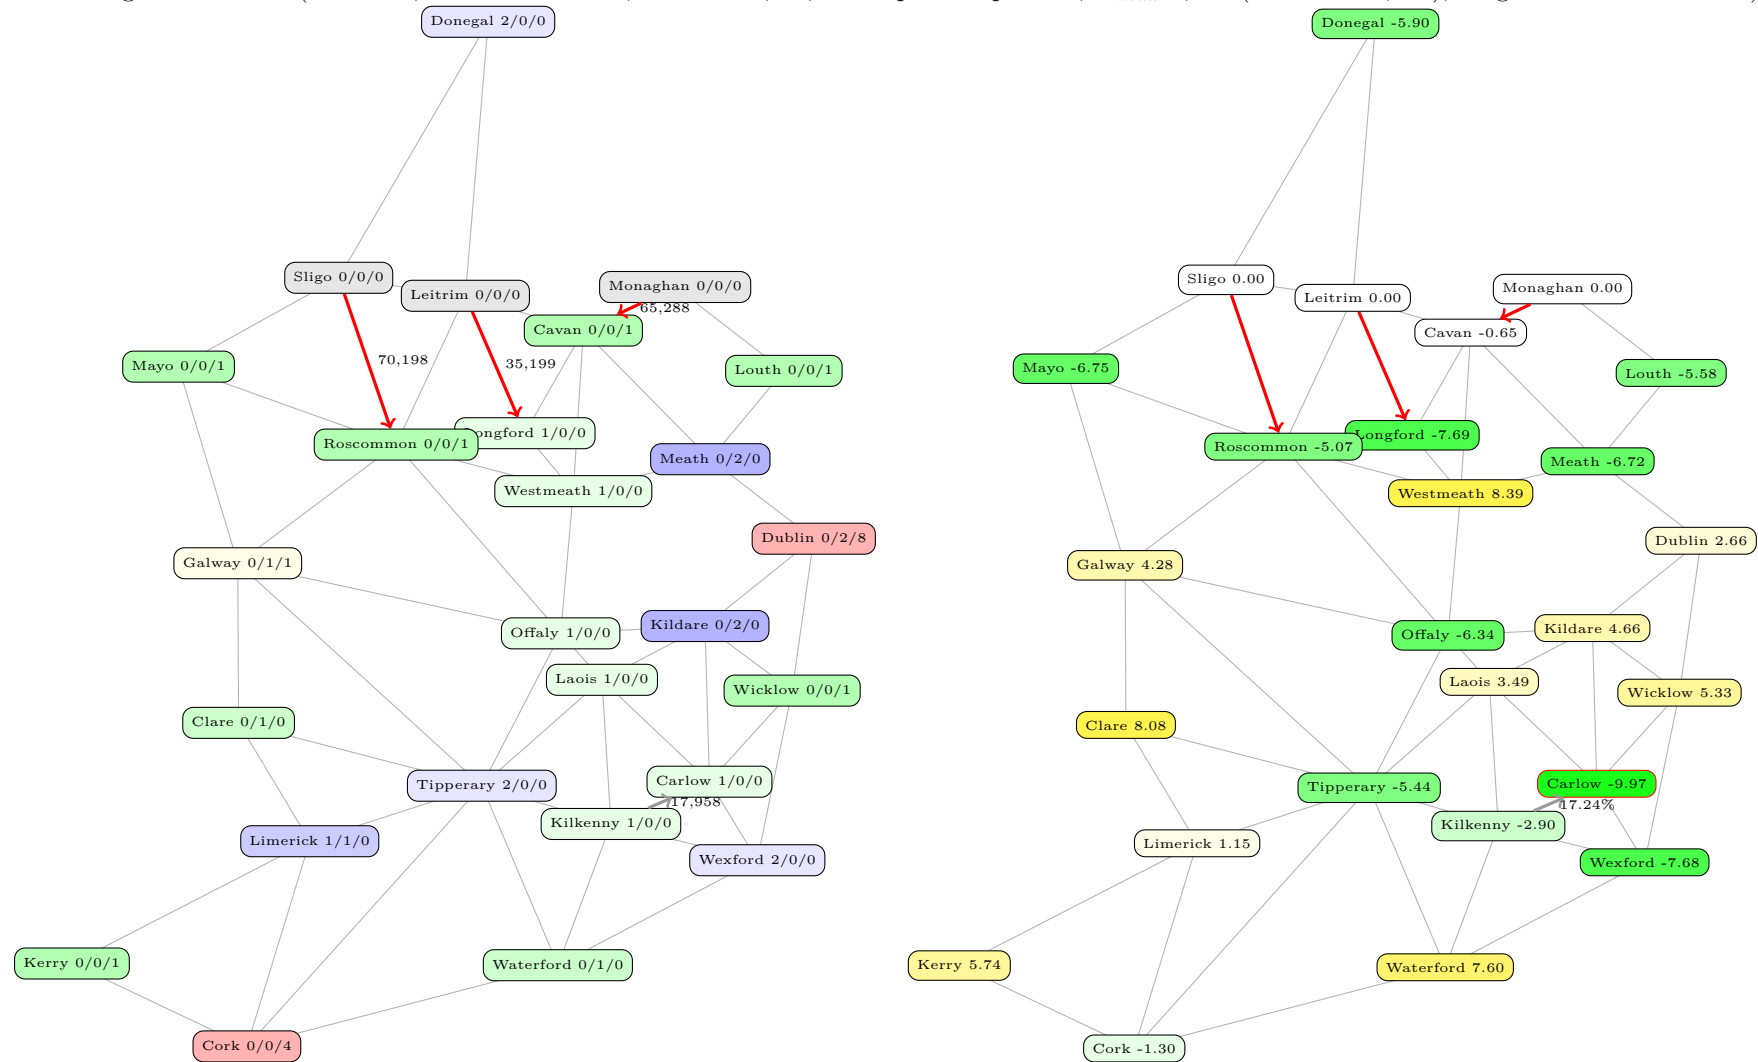 Donegal 2/0/0
Sligo 0/0/0
Leitrim 0/0/0
Monaghan 0/0/0
65,288
Cavan 0/0/1
Mayo 0/0/1
70,198
35,199
Louth 0/0/1
Roscommon 0/0/1
ongford 1/0/0
Meath 0/2/0
Westmeath 1/0/0
Dublin 0/2/8
Galway 0/1/1
Offaly 1/0/0
Kildare 0/2/0
Laois 1/0/0
Wicklow 0/0/1
Clare 0/1/0
Tipperary 2/0/0
Carlow 1/0/0
17,958
Kilkenny 1/0/0
Limerick 1/1/0
Wexford 2/0/0
Kerry 0/0/1
Waterford 0/1/0
Cork 0/0/4
Donegal -5.90
Sligo 0.00
Leitrim 0.00
Monaghan 0.00
Cavan -0.65
Mayo -6.75
Louth -5.58
Roscommon -5.07
Longford -7.69
Meath -6.72
Westmeath 8.39
Dublin 2.66
Galway 4.28
Offaly -6.34
Kildare 4.66
Laois 3.49
Wicklow 5.33
Clare 8.08
Tipperary -5.44
Carlow -9.97
17.24%
Kilkenny -2.90
Limerick 1.15
Wexford -7.68
Kerry 5.74
Waterford 7.60
Cork -1.30